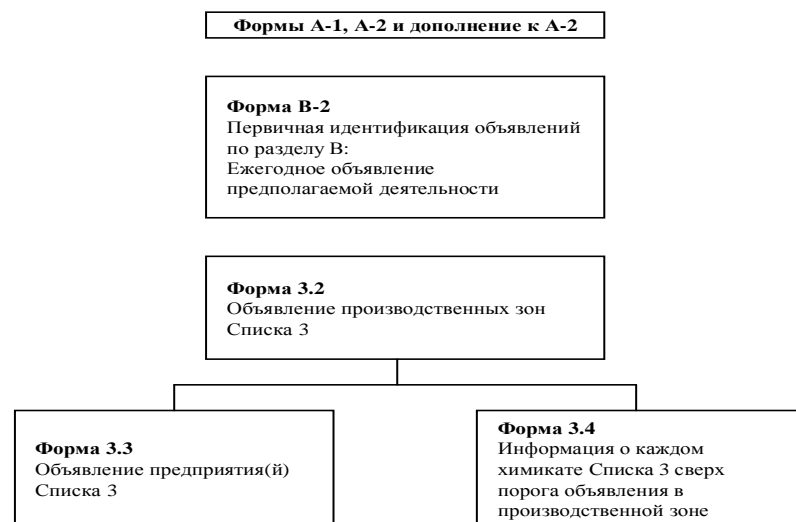 Формы А-1, А-2 и дополнение к А-2
Форма В-2
Первичная идентификация объявлений
по разделу В:
Ежегодное объявление
предполагаемой деятельности
Форма 3.2
Объявление производственных зон
Списка 3
Форма 3.3
Объявление предприятия(й)
Списка 3
Форма 3.4
Информация о каждом
химикате Списка 3 сверх
порога объявления в
производственной зоне